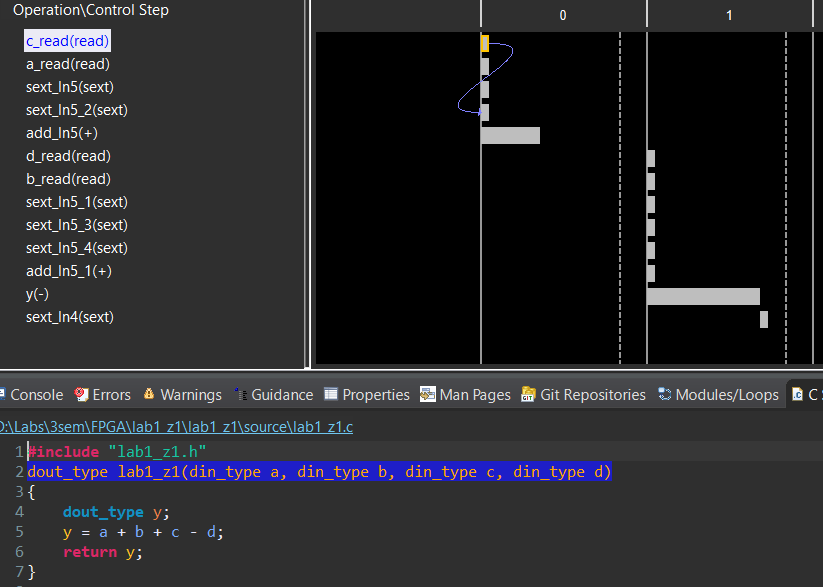 Operation\Control Step
0
1
c_read(read)
a_read(read)
sext_ln5(sext)
sext_ln5_2(sext)
add_ln5(+)
d_read(read)
b_read(read)
sext_ln5_1(sext)
sext_ln5_3(sext)
sext_ln5_4(sext)
add_ln5_1(+)
y(-)
sext_ln4(sext)
Console Errors Warnings Guidance Properties Man Pages Git Repositories Modules/Loops C
D:\Labs\3sem\FPGA\lab1_z1\lab1_z1\source\lab1_z1.c
1 #include "lab1_z1.h"
2 dout_type lab1_z1(din_type a, din_type b, din_type c, din_type d)
3 {
4 dout_type y;
5 y = a + b + c - d;
6 return y;
7 }